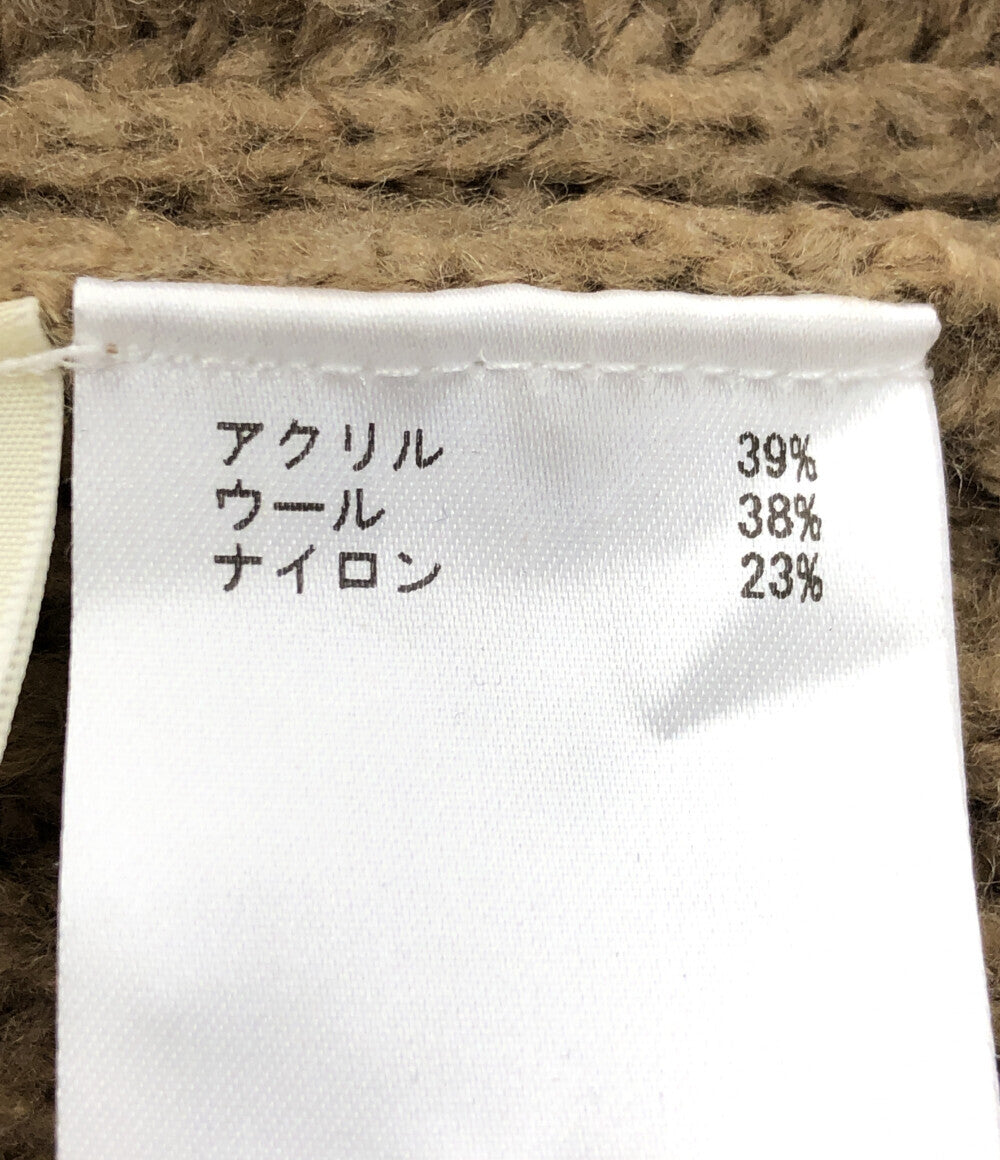 アクリル 39%
ウール 38%
ナイロン 23%